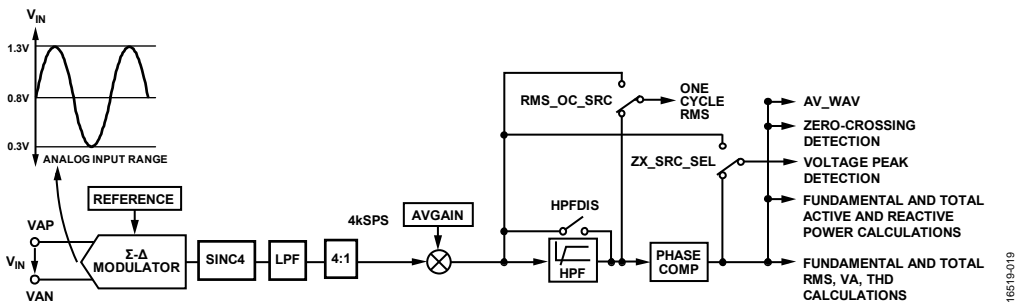 VIN
1.3V
0.8V
0.3V
ANALOG INPUT RANGE
REFERENCE
VAP
VIN
VAN
Σ-Δ
MODULATOR
SINC4
LPF
4:1
4kSPS
AVGAIN
RMS_OC_SRC
ONE
CYCLE
RMS
ZX_SRC_SEL
HPFDIS
HPF
PHASE
COMP
AV_WAV
ZERO-CROSSING
DETECTION
VOLTAGE PEAK
DETECTION
FUNDAMENTAL AND TOTAL
ACTIVE AND REACTIVE
POWER CALCULATIONS
FUNDAMENTAL AND TOTAL
RMS, VA, THD
CALCULATIONS
16519-019